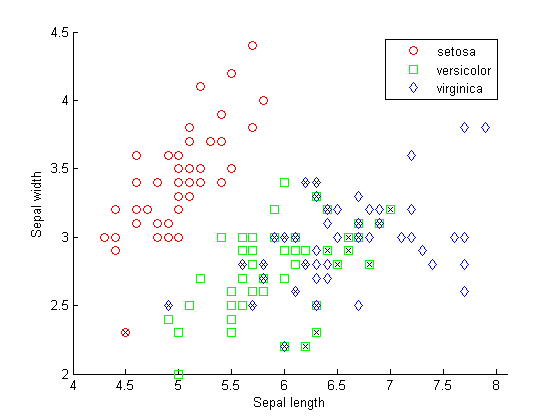 4.5
4
3.5
3
2.5
2
Sepal width
setosa
versicolor
virginica
4 4.5 5 5.5 6 6.5 7 7.5 8
Sepal length